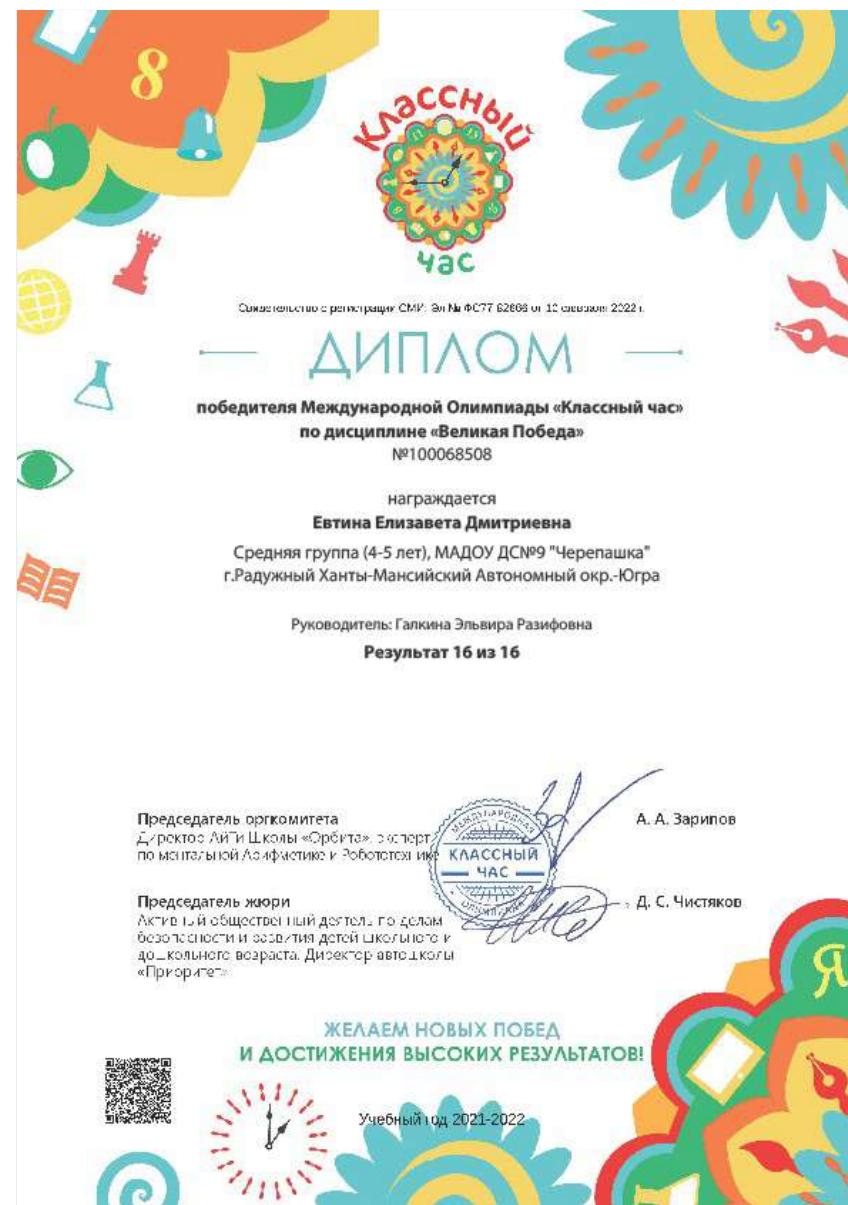 8
Классный
час
Свидетельство о регистрации СМИ: Эл № ФС77-82666 от 10 февраля 2022 г.
ДИПЛОМ
победителя Международной Олимпиады «Классный час»
по дисциплине «Великая Победа»
№100068508
награждается
Евтина Елизавета Дмитриевна
Средняя группа (4-5 лет), МАДОУ ДС№9 "Черепашка"
г.Радужный Ханты-Мансийский Автономный окр.-Югра
Руководитель: Галкина Эльвира Разифовна
Результат 16 из 16
Председатель оргкомитета
Директор АйТи Школы «Орбита», эксперт
по ментальной Арифметике и Робототехнике
А. А. Зарипов
МЕЖДУНАРОДНАЯ
КЛАССНЫЙ
ЧАС
ОЛИМПИАДА
Председатель жюри
Активный общественный деятель по делам
безопасности и развития детей школьного и
дошкольного возраста. Директор автошколы
«Приоритет»
Д. С. Чистяков
Я
ЖЕЛАЕМ НОВЫХ ПОБЕД
И ДОСТИЖЕНИЯ ВЫСОКИХ РЕЗУЛЬТАТОВ!
Учебный год 2021-2022